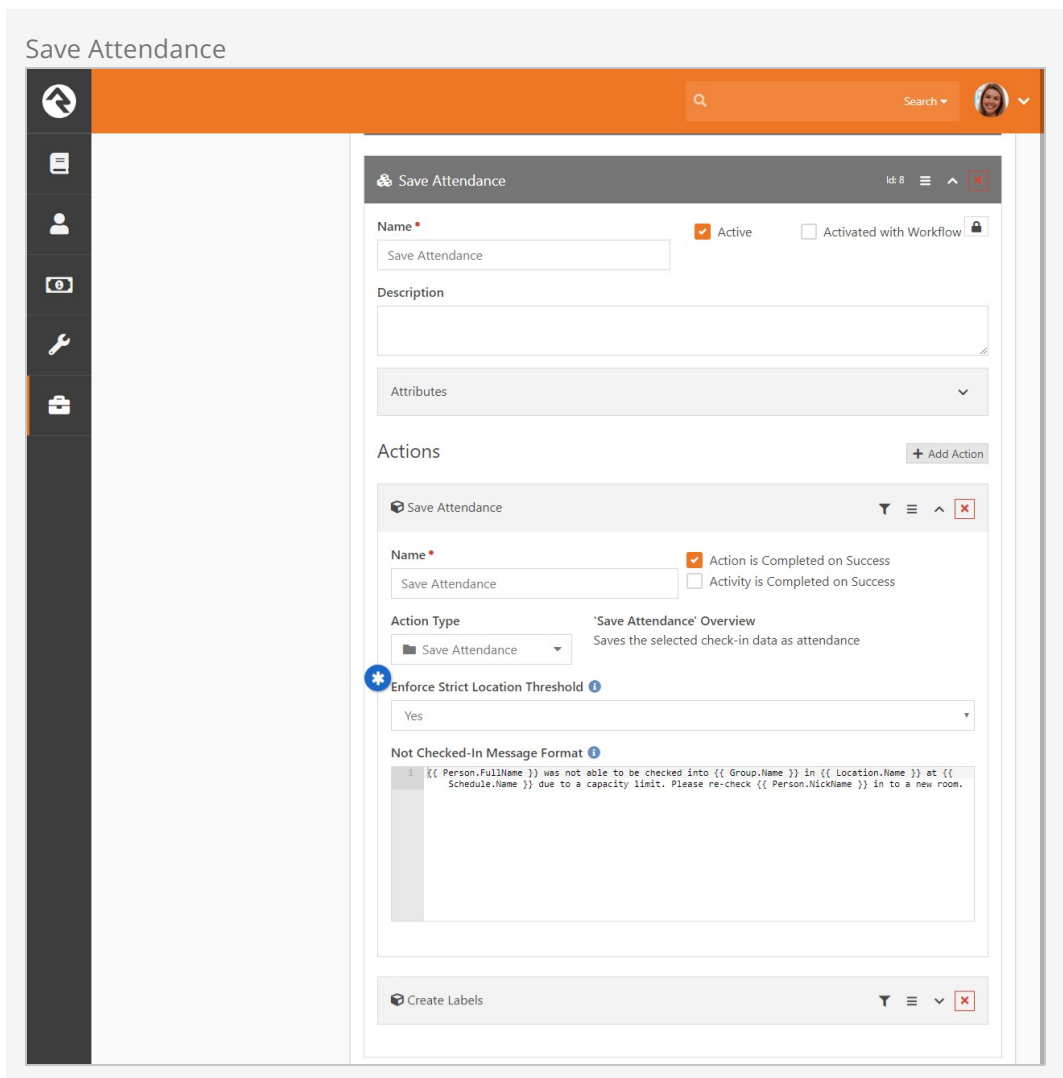 Save Attendance
Search
Save Attendance
Id: 8
Name •
Active
Activated with Workflow
Save Attendance
Description
Attributes
Actions
+ Add Action
Save Attendance
Name •
Action is Completed on Success
Save Attendance
Activity is Completed on Success
Action Type
'Save Attendance' Overview
Save Attendance
Saves the selected check-in data as attendance
Enforce Strict Location Threshold
Yes
Not Checked-In Message Format
1 {{ Person.FullName }} was not able to be checked into {{ Group.Name }} in {{ Location.Name }} at {{
Schedule.Name }} due to a capacity limit. Please re-check {{ Person.NickName }} in to a new room.
Create Labels